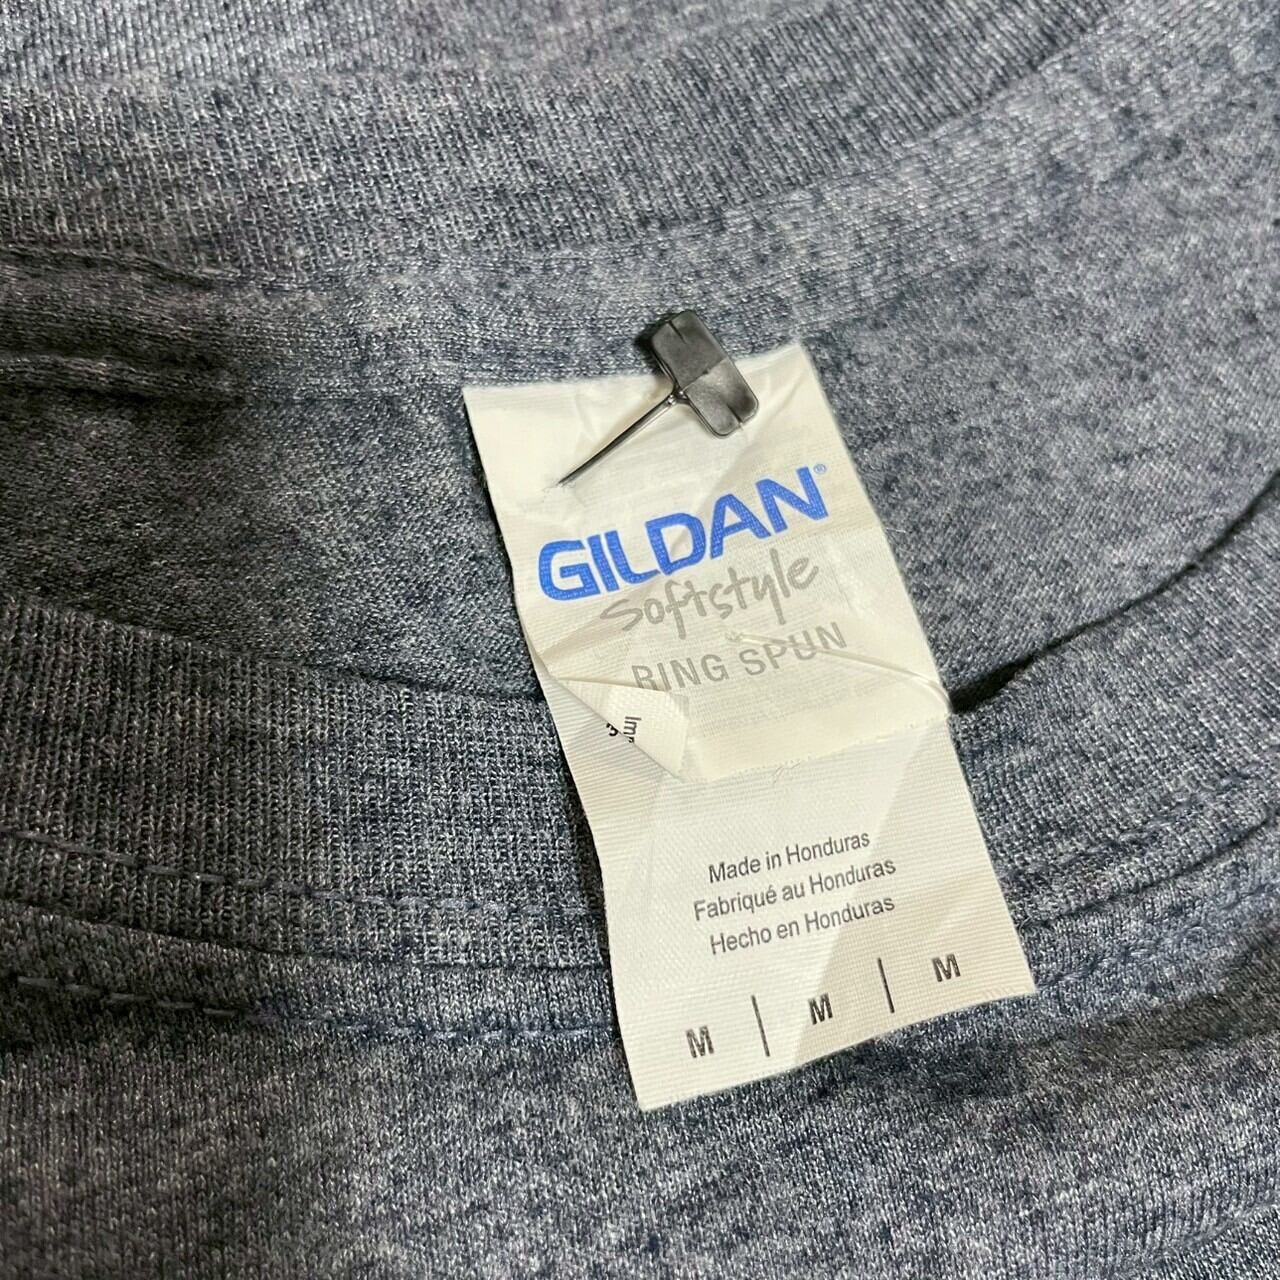 GILDAN®
Softstyle
RING SPUN
Made in Honduras
Fabriqué au Honduras
Hecho en Honduras
M | M | M